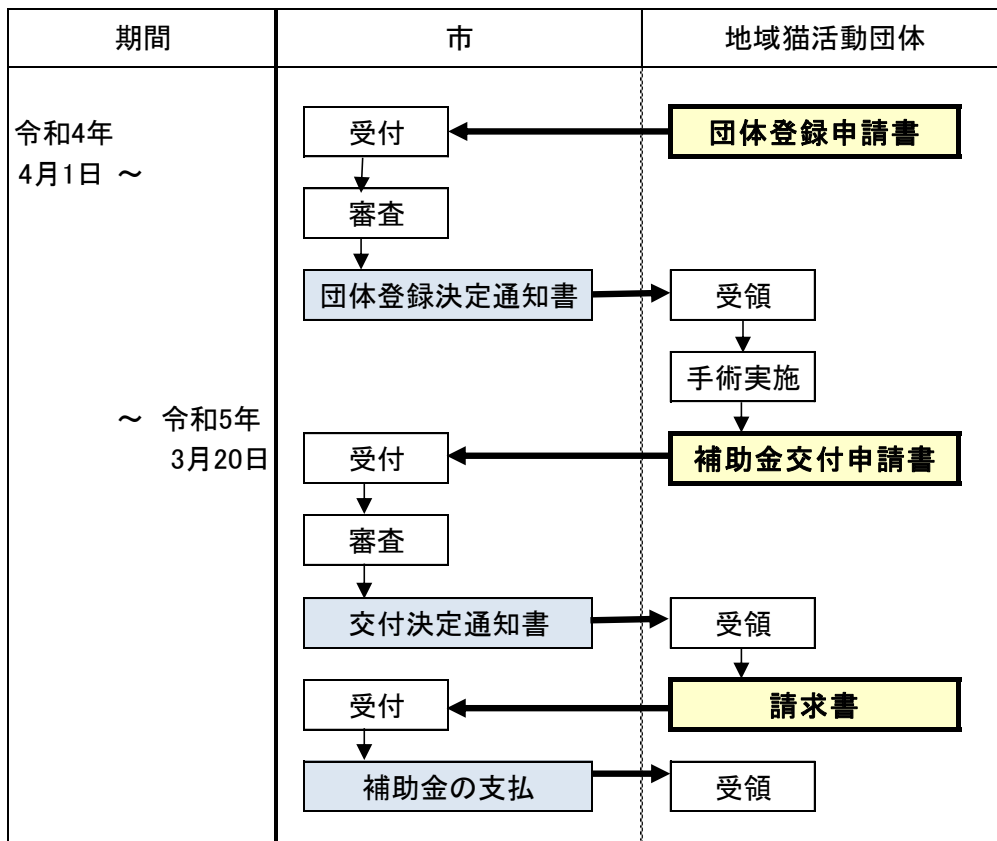 期間
市
地域猫活動団体
令和4年
4月1日 ～
受付
団体登録申請書
審査
団体登録決定通知書
受領
手術実施
～ 令和5年
3月20日
受付
補助金交付申請書
審査
交付決定通知書
受領
受付
請求書
補助金の支払
受領